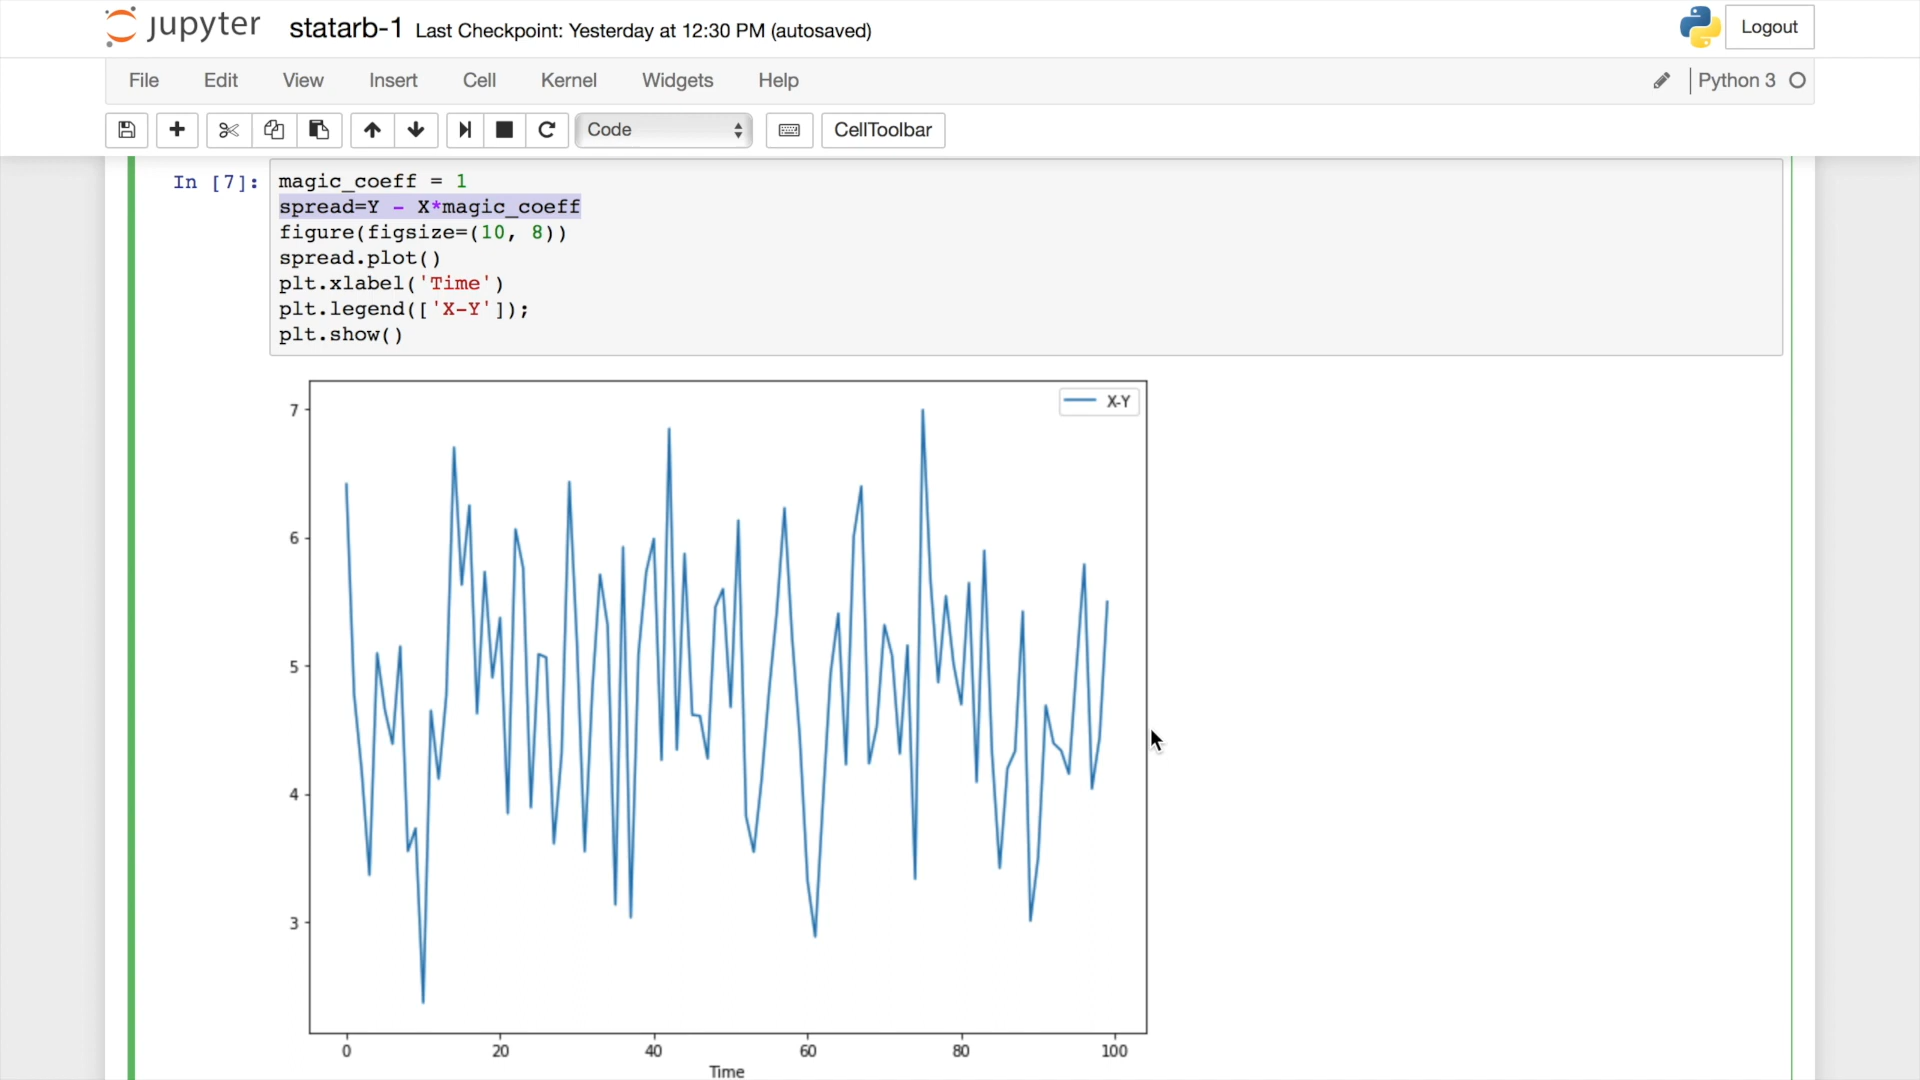 jupyter statarb-1 Last Checkpoint: Yesterday at 12:30 PM (autosaved) Logout
File Edit View Insert Cell Kernel Widgets Help Python 3
Code CellToolbar
In [7]: magic_coeff = 1
spread=Y - X*magic_coeff
figure(figsize=(10, 8))
spread.plot()
plt.xlabel('Time')
plt.legend(['X-Y']);
plt.show()
X-Y
7
6
5
4
3
0 20 40 60 80 100
Time